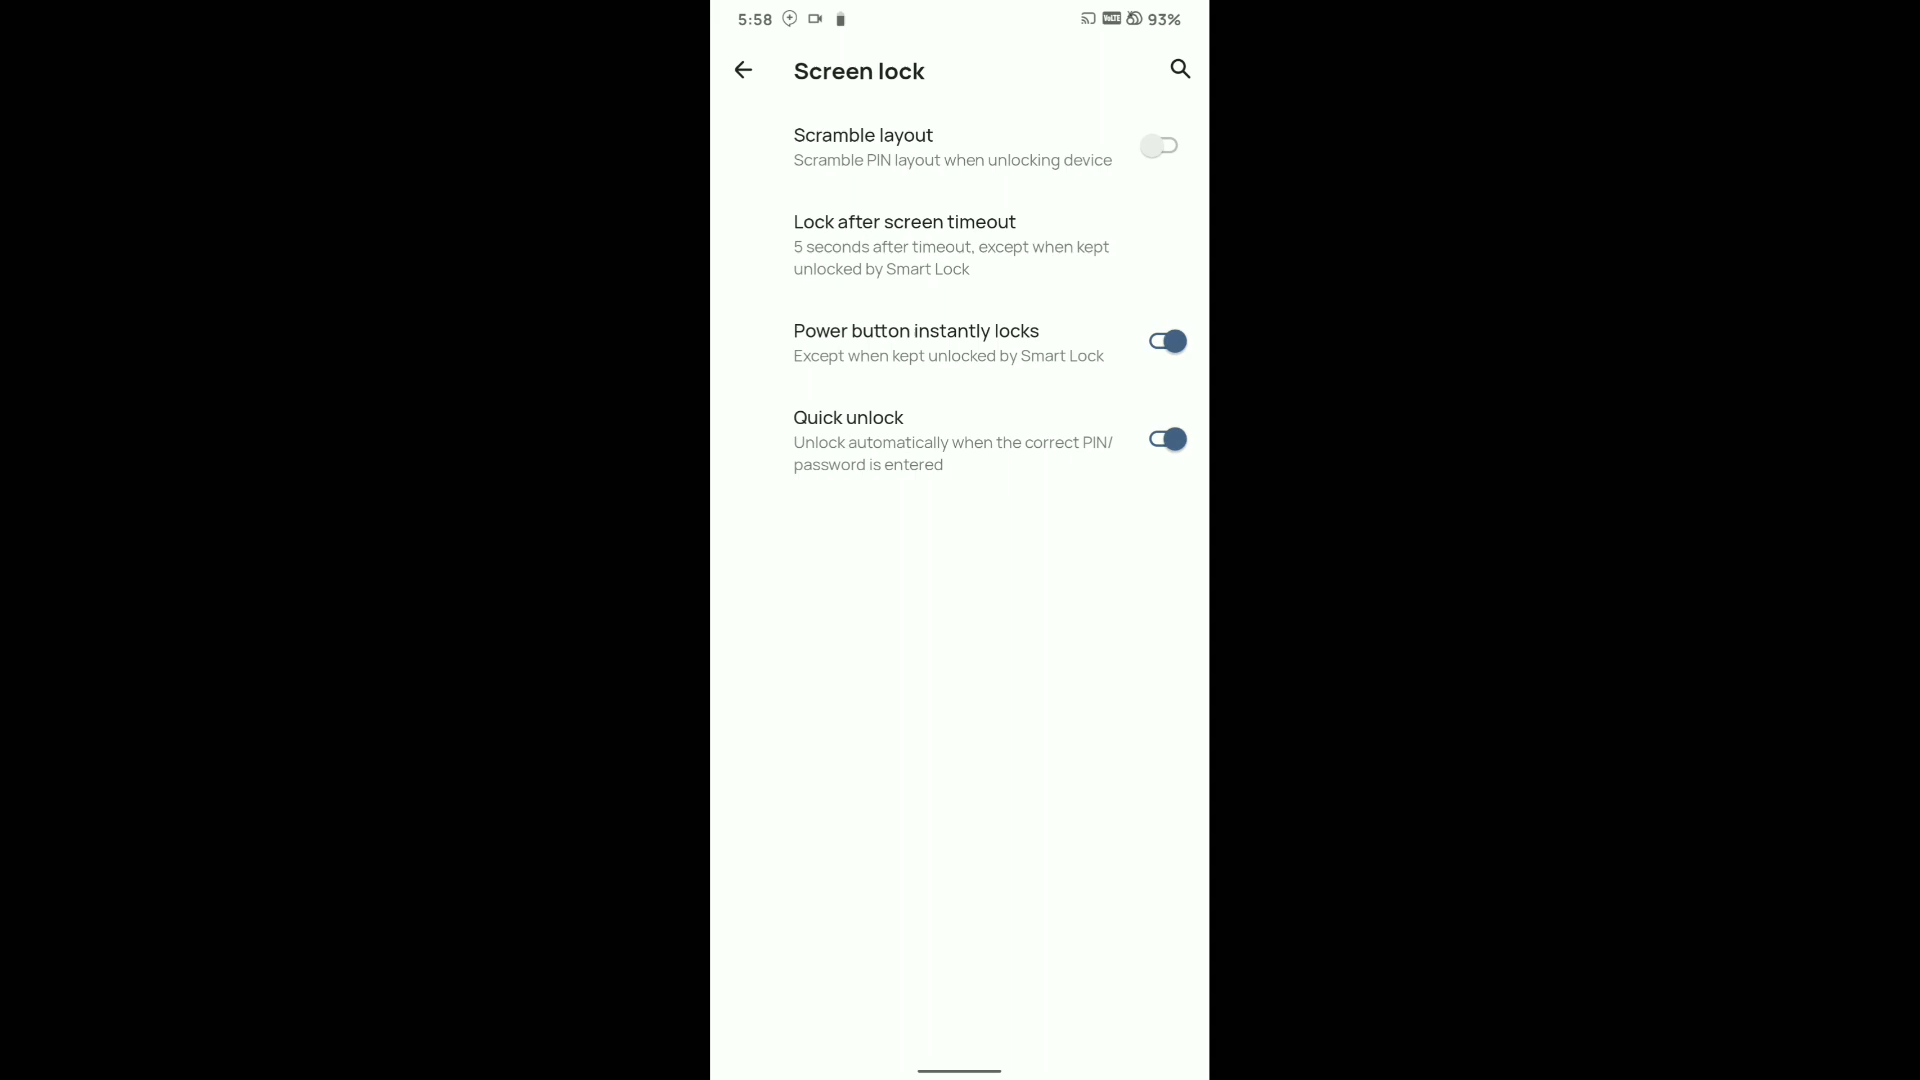 5:58 VoLTE 93%
Screen lock
Scramble layout
Scramble PIN layout when unlocking device
Lock after screen timeout
5 seconds after timeout, except when kept
unlocked by Smart Lock
Power button instantly locks
Except when kept unlocked by Smart Lock
Quick unlock
Unlock automatically when the correct PIN/
password is entered